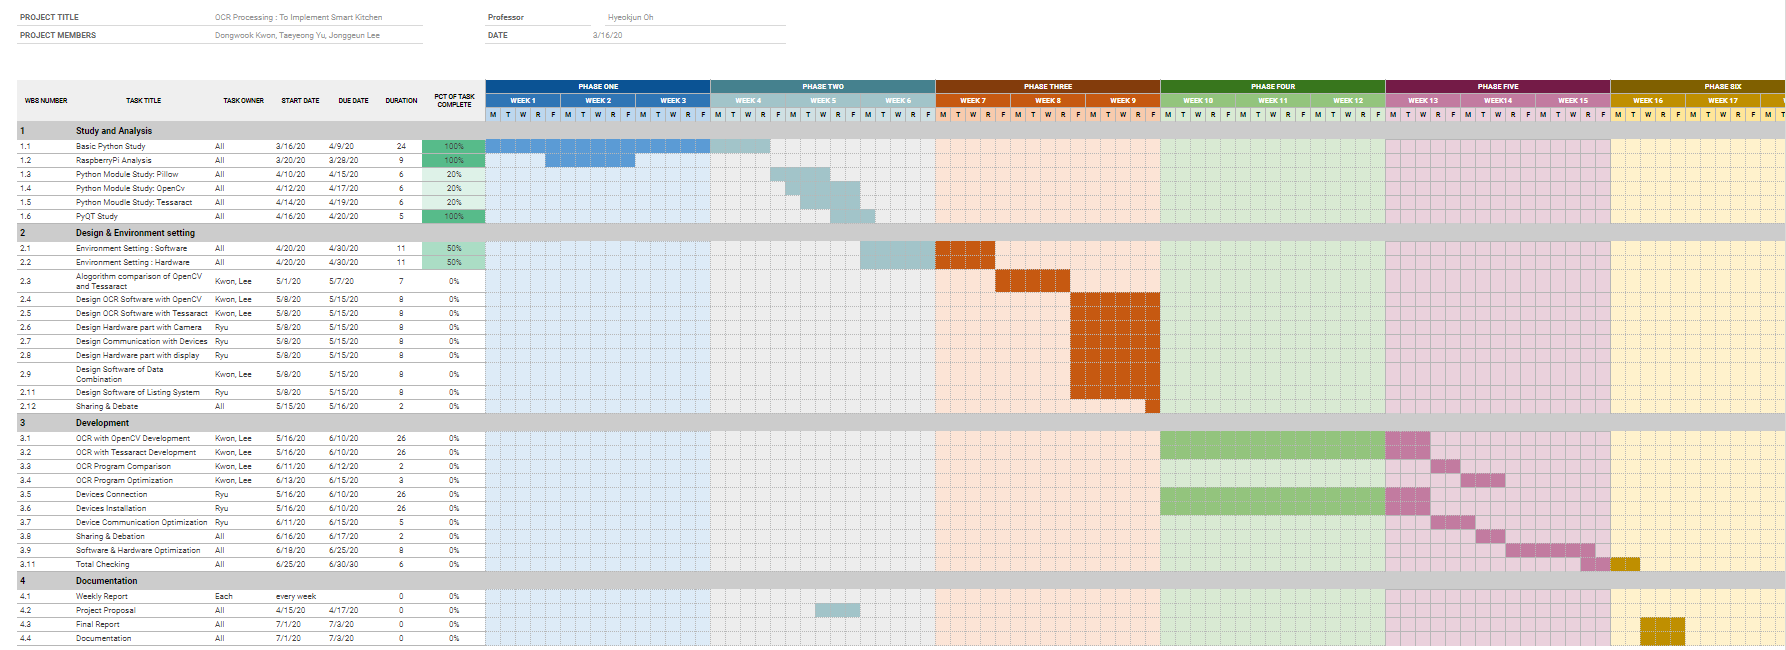 PROJECT TITLE OCR Processing : To Implement Smart Kitchen Professor Hyeokjun Oh
PROJECT MEMBERS Dongwook Kwon, Taeyeong Yu, Jonggeun Lee DATE 3/16/20
PHASE ONE PHASE TWO PHASE THREE PHASE FOUR PHASE FIVE PHASE SIX
WBS NUMBER TASK TITLE TASK OWNER START DATE DUE DATE DURATION PCT OF TASK COMPLETE WEEK 1 WEEK 2 WEEK 3 WEEK 4 WEEK 5 WEEK 6 WEEK 7 WEEK 8 WEEK 9 WEEK 10 WEEK 11 WEEK 12 WEEK 13 WEEK14 WEEK 15 WEEK 16 WEEK 17
M T W R F M T W R F M T W R F M T W R F M T W R F M T W R F M T W R F M T W R F M T W R F M T W R F M T W R F M T W R F M T W R F M T W R F M T W R F M T W R F M T W R F M T
1 Study and Analysis
1.1 Basic Python Study All 3/16/20 4/9/20 24 100%
1.2 RaspberryPi Analysis All 3/20/20 3/28/20 9 100%
1.3 Python Module Study: Pillow All 4/10/20 4/15/20 6 20%
1.4 Python Module Study: OpenCv All 4/12/20 4/17/20 6 20%
1.5 Python Moudle Study: Tessaract All 4/14/20 4/19/20 6 20%
1.6 PyQT Study All 4/16/20 4/20/20 5 100%
2 Design & Environment setting
2.1 Environment Setting : Software All 4/20/20 4/30/20 11 50%
2.2 Environment Setting : Hardware All 4/20/20 4/30/20 11 50%
2.3 Alogorithm comparison of OpenCV and Tessaract Kwon, Lee 5/1/20 5/7/20 7 0%
2.4 Design OCR Software with OpenCV Kwon, Lee 5/8/20 5/15/20 8 0%
2.5 Design OCR Software with Tessaract Kwon, Lee 5/8/20 5/15/20 8 0%
2.6 Design Hardware part with Camera Ryu 5/8/20 5/15/20 8 0%
2.7 Design Communication with Devices Ryu 5/8/20 5/15/20 8 0%
2.8 Design Hardware part with display Ryu 5/8/20 5/15/20 8 0%
2.9 Design Software of Data Combination Kwon, Lee 5/8/20 5/15/20 8 0%
2.11 Design Software of Listing System Ryu 5/8/20 5/15/20 8 0%
2.12 Sharing & Debate All 5/15/20 5/16/20 2 0%
3 Development
3.1 OCR with OpenCV Development Kwon, Lee 5/16/20 6/10/20 26 0%
3.2 OCR with Tessaract Development Kwon, Lee 5/16/20 6/10/20 26 0%
3.3 OCR Program Comparison Kwon, Lee 6/11/20 6/12/20 2 0%
3.4 OCR Program Optimization Kwon, Lee 6/13/20 6/15/20 3 0%
3.5 Devices Connection Ryu 5/16/20 6/10/20 26 0%
3.6 Devices Installation Ryu 5/16/20 6/10/20 26 0%
3.7 Device Communication Optimization Ryu 6/11/20 6/15/20 5 0%
3.8 Sharing & Debation All 6/16/20 6/17/20 2 0%
3.9 Software & Hardware Optimization All 6/18/20 6/25/20 8 0%
3.11 Total Checking All 6/25/20 6/30/30 6 0%
4 Documentation
4.1 Weekly Report Each every week 0 0%
4.2 Project Proposal All 4/15/20 4/17/20 0 0%
4.3 Final Report All 7/1/20 7/3/20 0 0%
4.4 Documentation All 7/1/20 7/3/20 0 0%